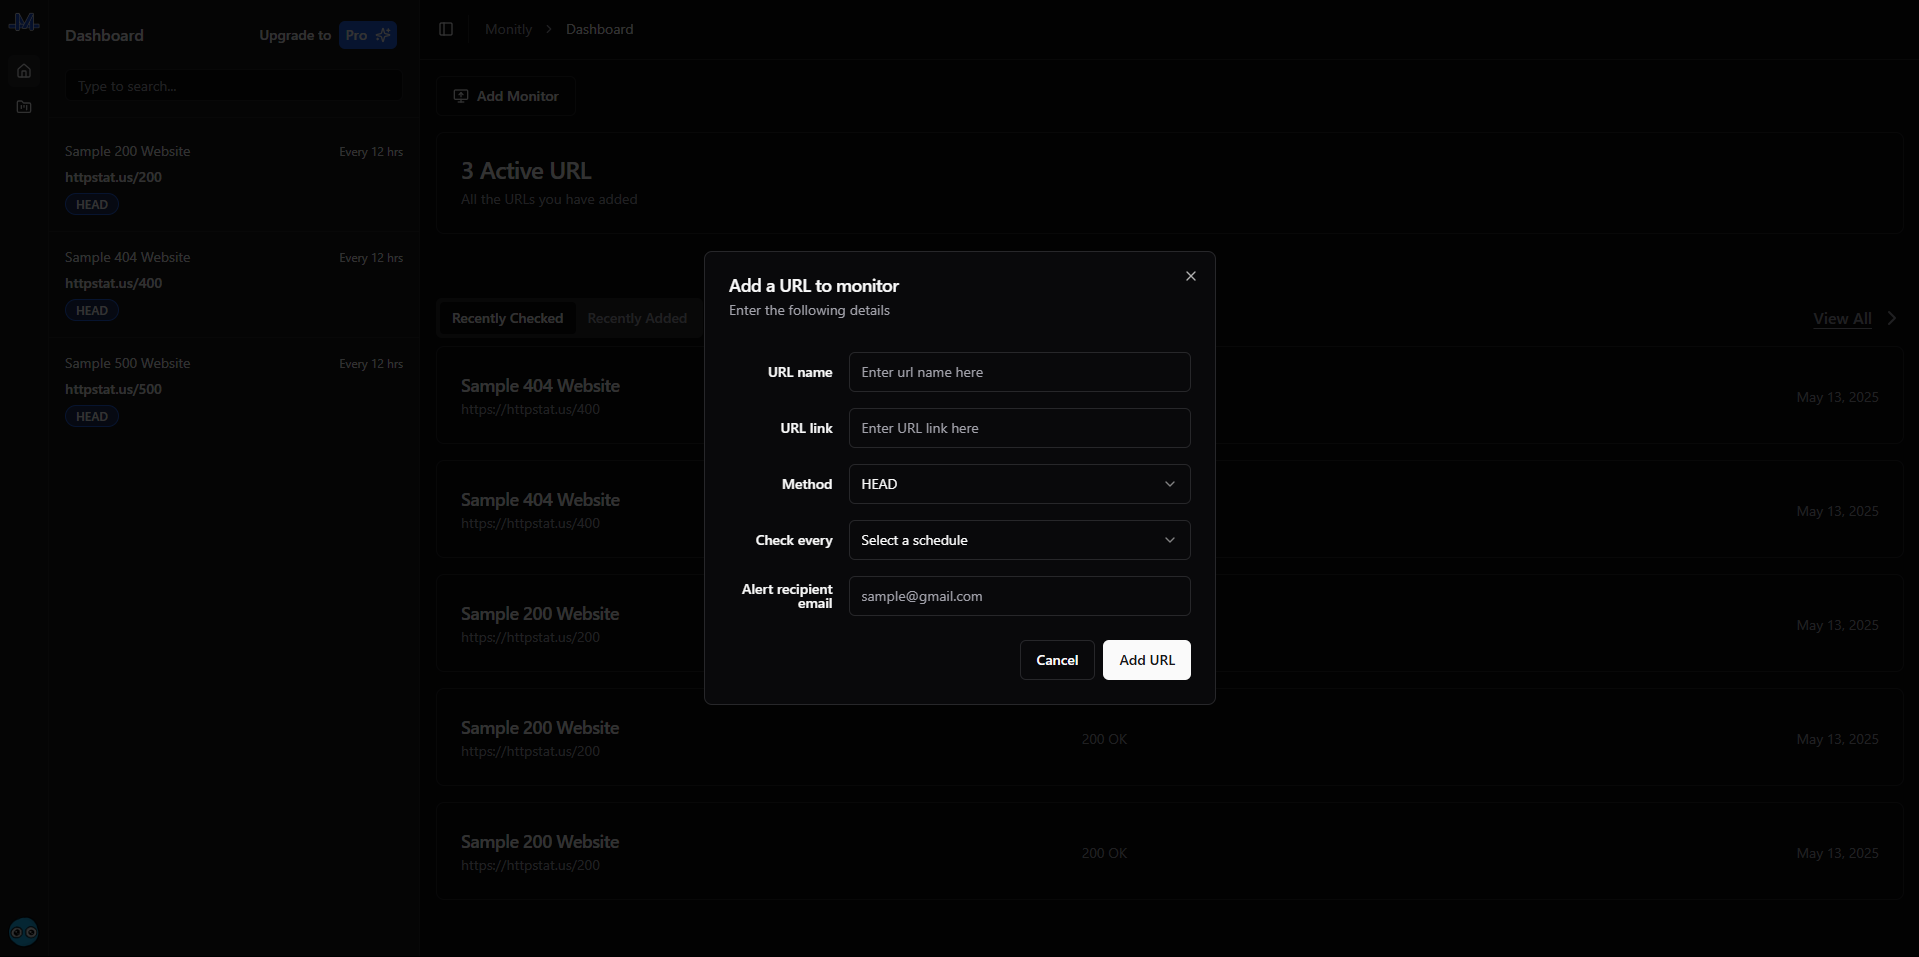 Dashboard
Upgrade to Pro
Type to search...
Sample 200 Website
Every 12 hrs
httpstat.us/200
HEAD
Sample 404 Website
Every 12 hrs
httpstat.us/400
HEAD
Sample 500 Website
Every 12 hrs
httpstat.us/500
HEAD
Monitly > Dashboard
Add Monitor
3 Active URL
All the URLs you have added
Recently Checked
Recently Added
View All
Sample 404 Website
https://httpstat.us/400
May 13, 2025
Sample 404 Website
https://httpstat.us/400
May 13, 2025
Sample 200 Website
https://httpstat.us/200
May 13, 2025
Sample 200 Website
https://httpstat.us/200
200 OK
May 13, 2025
Sample 200 Website
https://httpstat.us/200
200 OK
May 13, 2025
Add a URL to monitor
Enter the following details
URL name
Enter url name here
URL link
Enter URL link here
Method
HEAD
Check every
Select a schedule
Alert recipient
email
sample@gmail.com
Cancel
Add URL